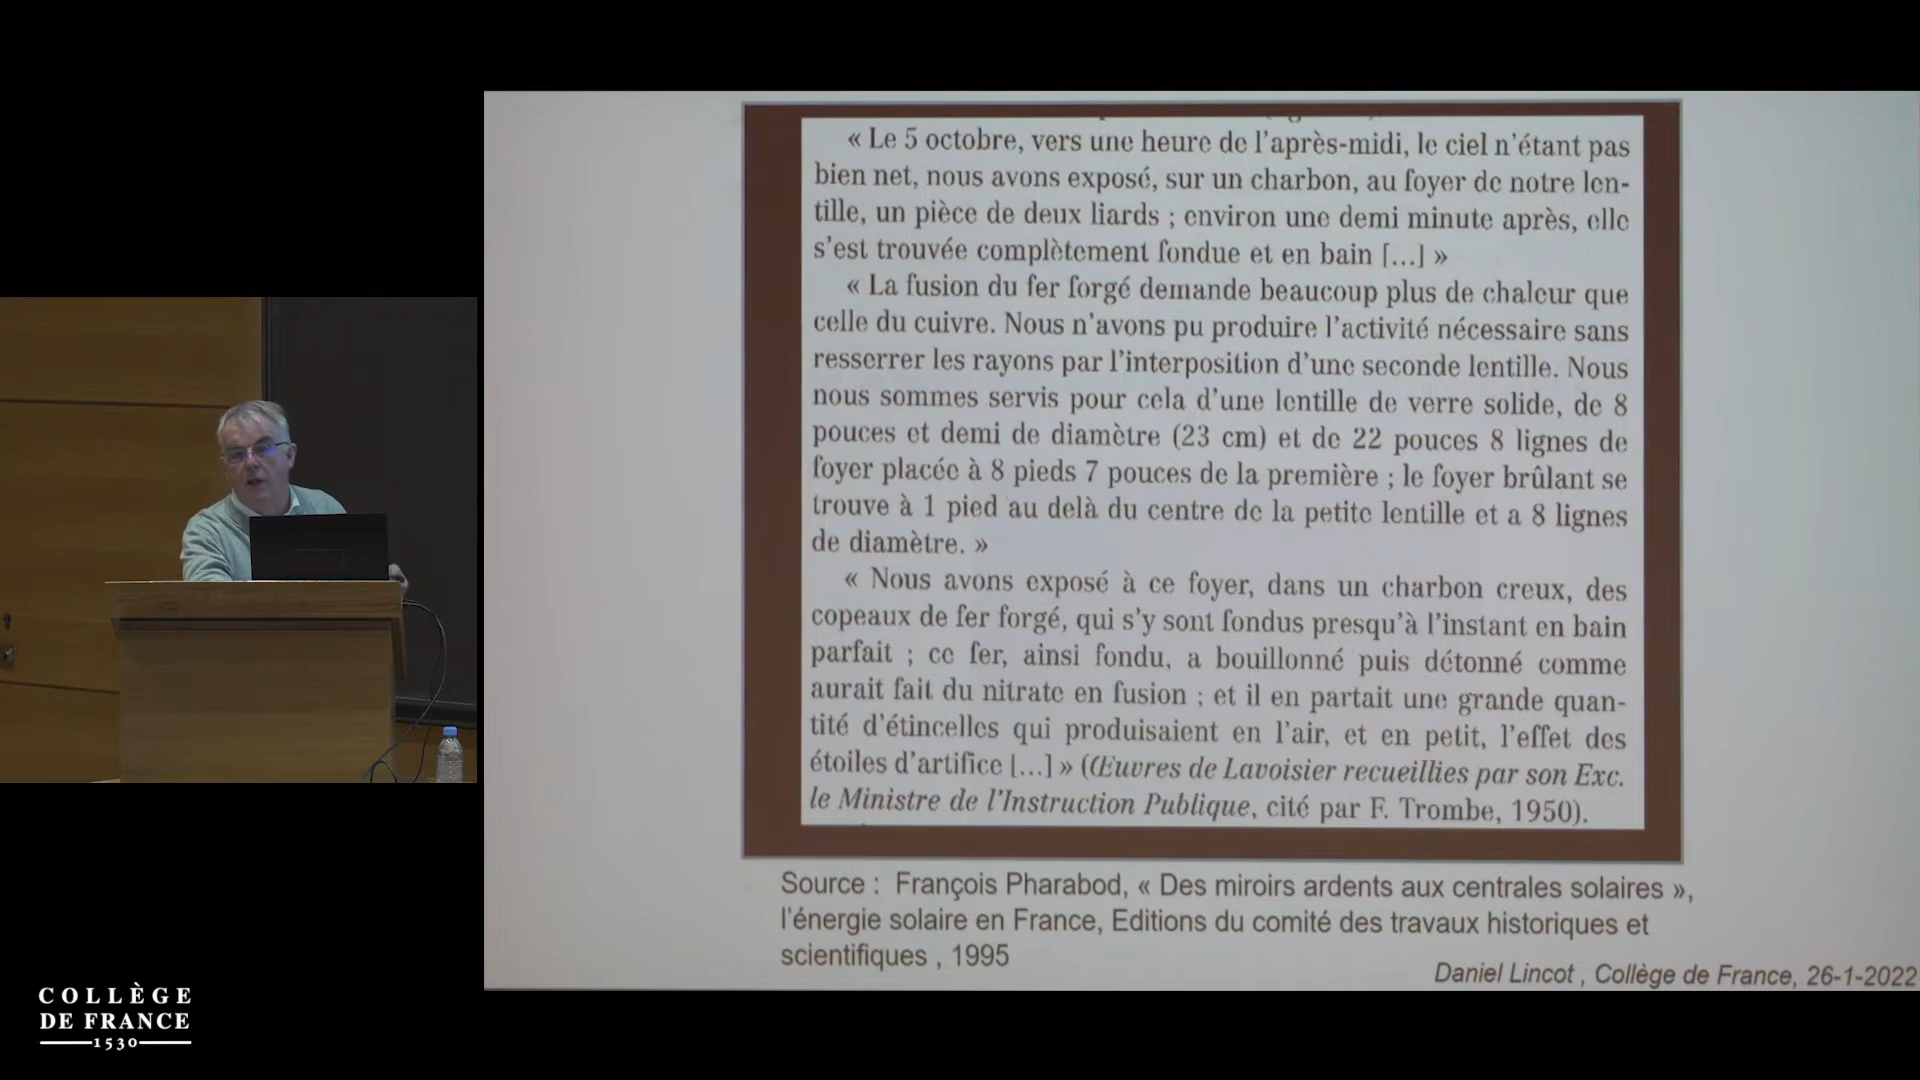 « Le 5 octobre, vers une heure de l'après-midi, le ciel n'étant pas
bien net, nous avons exposé, sur un charbon, au foyer de notre len-
tille, un pièce de deux liards ; environ une demi minute après, elle
s'est trouvée complètement fondue et en bain [...] »
« La fusion du fer forgé demande beaucoup plus de chaleur que
celle du cuivre. Nous n'avons pu produire l'activité nécessaire sans
resserrer les rayons par l'interposition d'une seconde lentille. Nous
nous sommes servis pour cela d'une lentille de verre solide, de 8
pouces et demi de diamètre (23 cm) et de 22 pouces 8 lignes de
foyer placée à 8 pieds 7 pouces de la première ; le foyer brûlant se
trouve à 1 pied au delà du centre de la petite lentille et a 8 lignes
de diamètre. »
« Nous avons exposé à ce foyer, dans un charbon creux, des
copeaux de fer forgé, qui s'y sont fondus presqu'à l'instant en bain
parfait ; ce fer, ainsi fondu, a bouillonné puis détonné comme
aurait fait du nitrate en fusion ; et il en partait une grande quan-
tité d'étincelles qui produisaient en l'air, et en petit, l'effet des
étoiles d'artifice [...] » (Œuvres de Lavoisier recueillies par son Exc.
le Ministre de l'Instruction Publique, cité par F. Trombe, 1950).
Source : François Pharabod, « Des miroirs ardents aux centrales solaires »,
l'énergie solaire en France, Editions du comité des travaux historiques et
scientifiques , 1995
Daniel Lincot , Collège de France, 26-1-2022
COLLÈGE
DE FRANCE
1530